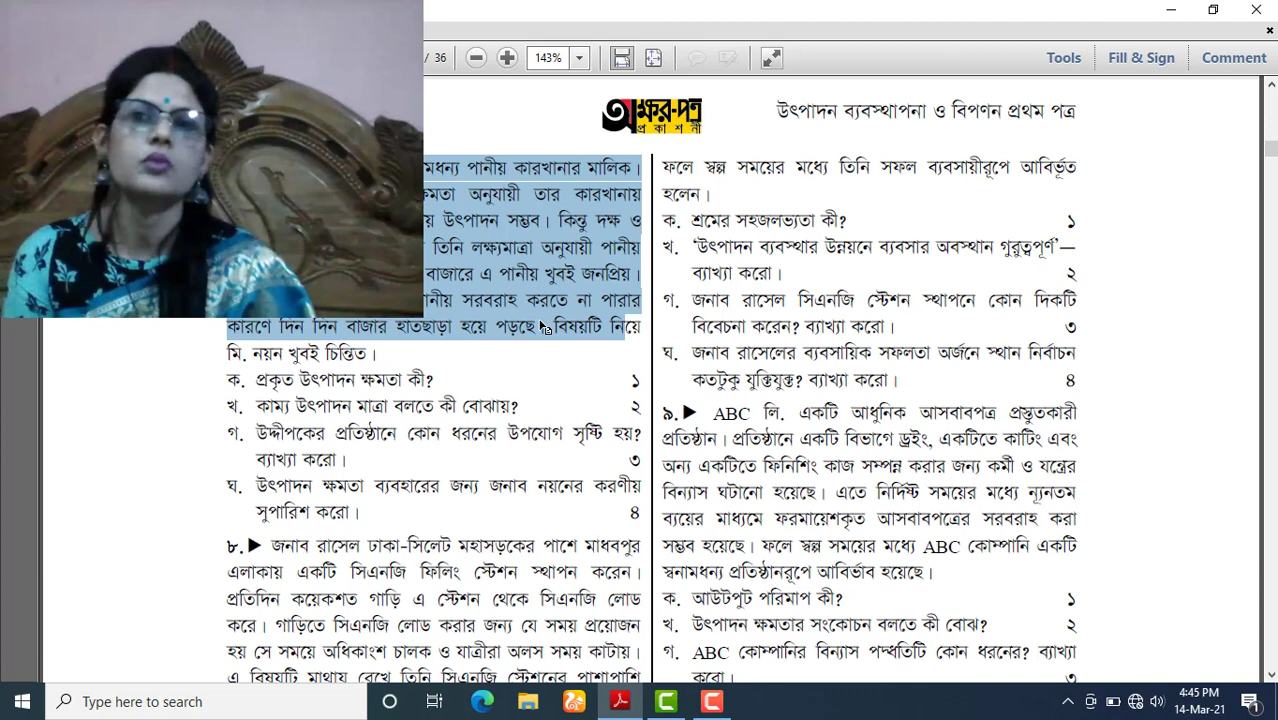 / 36
143%
Tools
Fill & Sign
Comment
অক্ষর-পত্র
প্রকাশনী
উৎপাদন ব্যবস্থাপনা ও বিপণন প্রথম পত্র
মধন্য পানীয় কারখানার মালিক।
ক্ষমতা অনুযায়ী তার কারখানায়
য় উৎপাদন সম্ভব। কিন্তু দক্ষ ও
তিনি লক্ষ্যমাত্রা অনুযায়ী পানীয়
বাজারে এ পানীয় খুবই জনপ্রিয়।
ানীয় সরবরাহ করতে না পারার
কারণে দিন দিন বাজার হাতছাড়া হয়ে পড়ছে। বিষয়টি নিয়ে
মি. নয়ন খুবই চিন্তিত।
ক. প্রকৃত উৎপাদন ক্ষমতা কী? ১
খ. কাম্য উৎপাদন মাত্রা বলতে কী বোঝায়? ২
গ. উদ্দীপকের প্রতিষ্ঠানে কোন ধরনের উপযোগ সৃষ্টি হয়?
ব্যাখ্যা করো। ৩
ঘ. উৎপাদন ক্ষমতা ব্যবহারের জন্য জনাব নয়নের করণীয়
সুপারিশ করো। ৪
৮.► জনাব রাসেল ঢাকা-সিলেট মহাসড়কের পাশে মাধবপুর
এলাকায় একটি সিএনজি ফিলিং স্টেশন স্থাপন করেন।
প্রতিদিন কয়েকশত গাড়ি এ স্টেশন থেকে সিএনজি লোড
করে। গাড়িতে সিএনজি লোড করার জন্য যে সময় প্রয়োজন
হয় সে সময়ে অধিকাংশ চালক ও যাত্রীরা অলস সময় কাটায়।
এ বিষয়টি মাথায় রেখে তিনি সিএনজি স্টেশনের পাশাপাশি
ফলে স্বল্প সময়ের মধ্যে তিনি সফল ব্যবসায়ীরূপে আবির্ভূত
হলেন।
ক. শ্রমের সহজলভ্যতা কী? ১
খ. ‘উৎপাদন ব্যবস্থার উন্নয়নে ব্যবসার অবস্থান গুরুত্বপূর্ণ’—
ব্যাখ্যা করো। ২
গ. জনাব রাসেল সিএনজি স্টেশন স্থাপনে কোন দিকটি
বিবেচনা করেন? ব্যাখ্যা করো। ৩
ঘ. জনাব রাসেলের ব্যবসায়িক সফলতা অর্জনে স্থান নির্বাচন
কতটুকু যুক্তিযুক্ত? ব্যাখ্যা করো। ৪
৯.► ABC লি. একটি আধুনিক আসবাবপত্র প্রস্তুতকারী
প্রতিষ্ঠান। প্রতিষ্ঠানে একটি বিভাগে ড্রইং, একটিতে কাটিং এবং
অন্য একটিতে ফিনিশিং কাজ সম্পন্ন করার জন্য কর্মী ও যন্ত্রের
বিন্যাস ঘটানো হয়েছে। এতে নির্দিষ্ট সময়ের মধ্যে ন্যূনতম
ব্যয়ের মাধ্যমে ফরমায়েশকৃত আসবাবপত্রের সরবরাহ করা
সম্ভব হয়েছে। ফলে স্বল্প সময়ের মধ্যে ABC কোম্পানি একটি
স্বনামধন্য প্রতিষ্ঠানরূপে আবির্ভাব হয়েছে।
ক. আউটপুট পরিমাপ কী? ১
খ. উৎপাদন ক্ষমতার সংকোচন বলতে কী বোঝ? ২
গ. ABC কোম্পানির বিন্যাস পদ্ধতিটি কোন ধরনের? ব্যাখ্যা
করো। ৩
Type here to search
4:45 PM
14-Mar-21